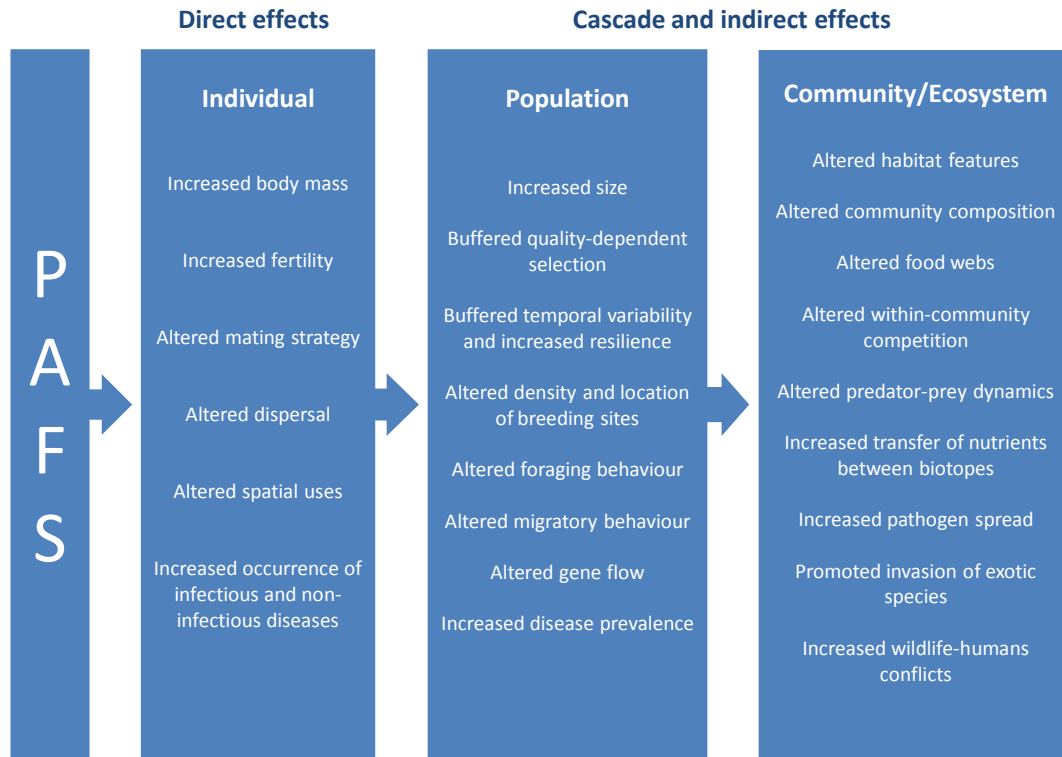 Direct effects
Cascade and indirect effects
P
A
F
S
Individual
Increased body mass
Increased fertility
Altered mating strategy
Altered dispersal
Altered spatial uses
Increased occurrence of
infectious and non-
infectious diseases
Population
Increased size
Buffered quality-dependent
selection
Buffered temporal variability
and increased resilience
Altered density and location
of breeding sites
Altered foraging behaviour
Altered migratory behaviour
Altered gene flow
Increased disease prevalence
Community/Ecosystem
Altered habitat features
Altered community composition
Altered food webs
Altered within-community
competition
Altered predator-prey dynamics
Increased transfer of nutrients
between biotopes
Increased pathogen spread
Promoted invasion of exotic
species
Increased wildlife-humans
conflicts